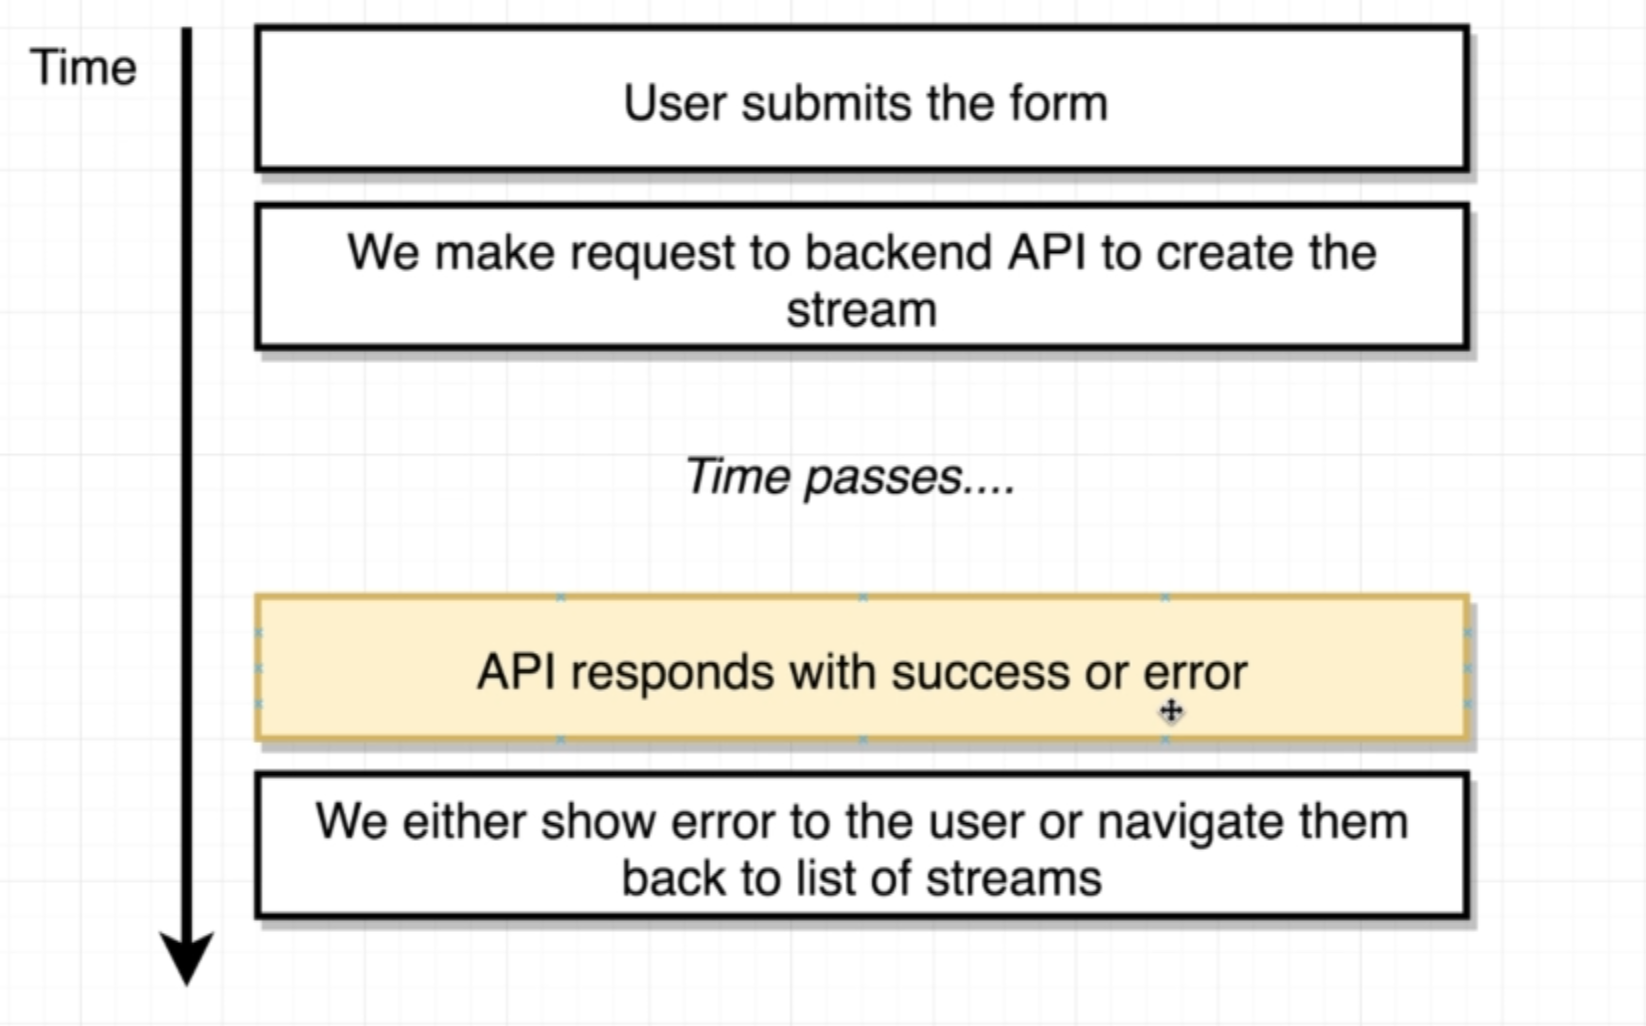 Time
User submits the form
We make request to backend API to create the
stream
Time passes....
API responds with success or error
We either show error to the user or navigate them
back to list of streams